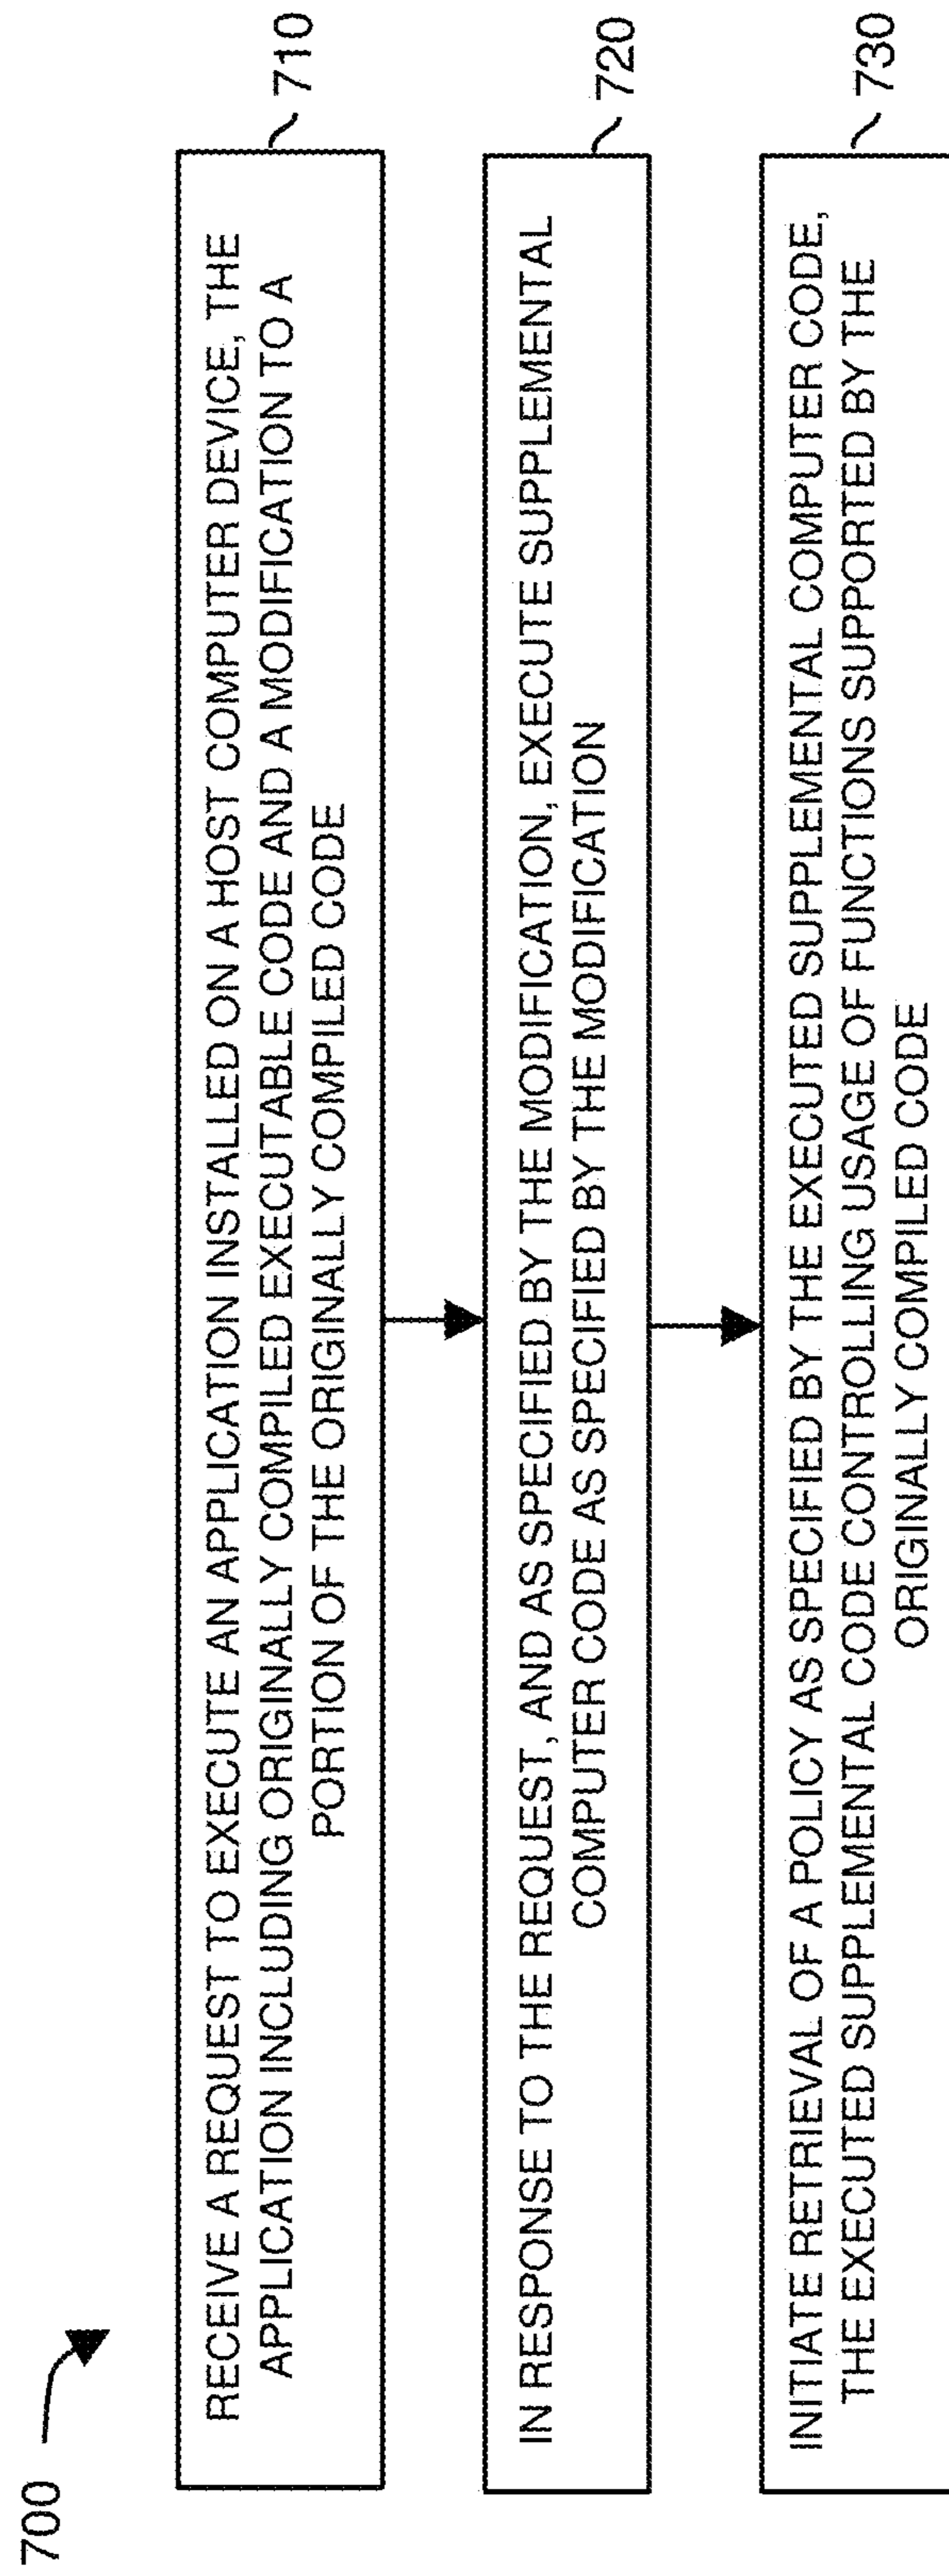 700
RECEIVE A REQUEST TO EXECUTE AN APPLICATION INSTALLED ON A HOST COMPUTER DEVICE, THE
APPLICATION INCLUDING ORIGINALLY COMPILED EXECUTABLE CODE AND A MODIFICATION TO A
PORTION OF THE ORIGINALLY COMPILED CODE
710
IN RESPONSE TO THE REQUEST, AND AS SPECIFIED BY THE MODIFICATION, EXECUTE SUPPLEMENTAL
COMPUTER CODE AS SPECIFIED BY THE MODIFICATION
720
INITIATE RETRIEVAL OF A POLICY AS SPECIFIED BY THE EXECUTED SUPPLEMENTAL COMPUTER CODE,
THE EXECUTED SUPPLEMENTAL CODE CONTROLLING USAGE OF FUNCTIONS SUPPORTED BY THE
ORIGINALLY COMPILED CODE
730